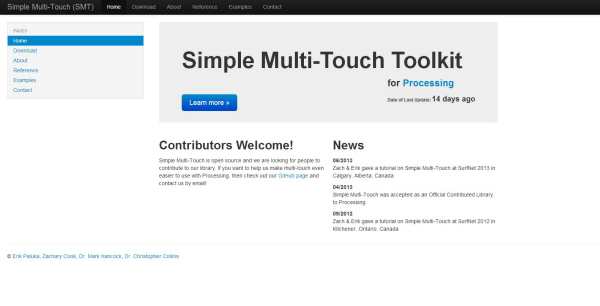 Simple Multi-Touch (SMT) Home Download About Reference Examples Contact
PAGES
Home
Download
About
Reference
Examples
Contact
Simple Multi-Touch Toolkit
for Processing
Date of Last Update: 14 days ago
Learn more »
Contributors Welcome!
Simple Multi-Touch is open source and we are looking for people to
contribute to our library. If you want to help us make multi-touch even
easier to use with Processing, then check out our GitHub page and
contact us by email!
News
06/2013
Zach & Erik gave a tutorial on Simple Multi-Touch at SurfNet 2013 in
Calgary, Alberta, Canada
04/2013
Simple Multi-Touch was accepted as an Official Contributed Library
to Processing
05/2012
Zach & Erik gave a tutorial on Simple Multi-Touch at SurfNet 2012 in
Kitchener, Ontario, Canada
© Erik Paluka, Zachary Cook, Dr. Mark Hancock, Dr. Christopher Collins